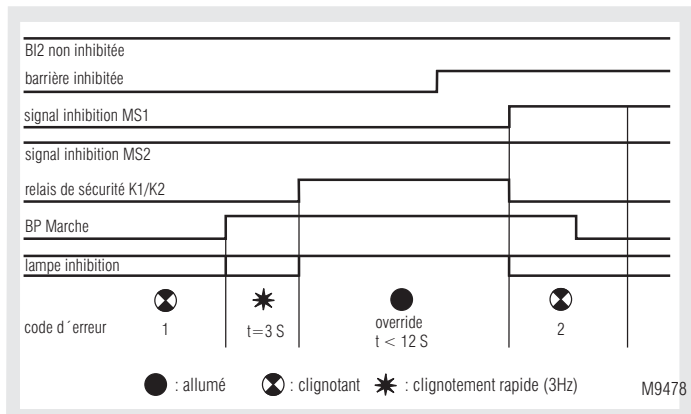 BI2 non inhibitée
barrière inhibitée
signal inhibition MS1
signal inhibition MS2
relais de sécurité K1/K2
BP Marche
lampe inhibition
code d´erreur 1 t=3 S override t < 12 S 2
: allumé : clignotant : clignotement rapide (3Hz) M9478